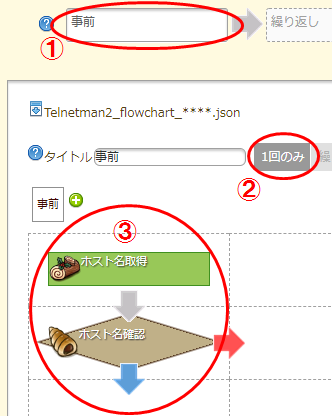 ① 事前 繰り返し
Telnetman2_flowchart_****.json
タイトル 事前 1回のみ 繰
②
事前
③
ホスト名取得
ホスト名確認